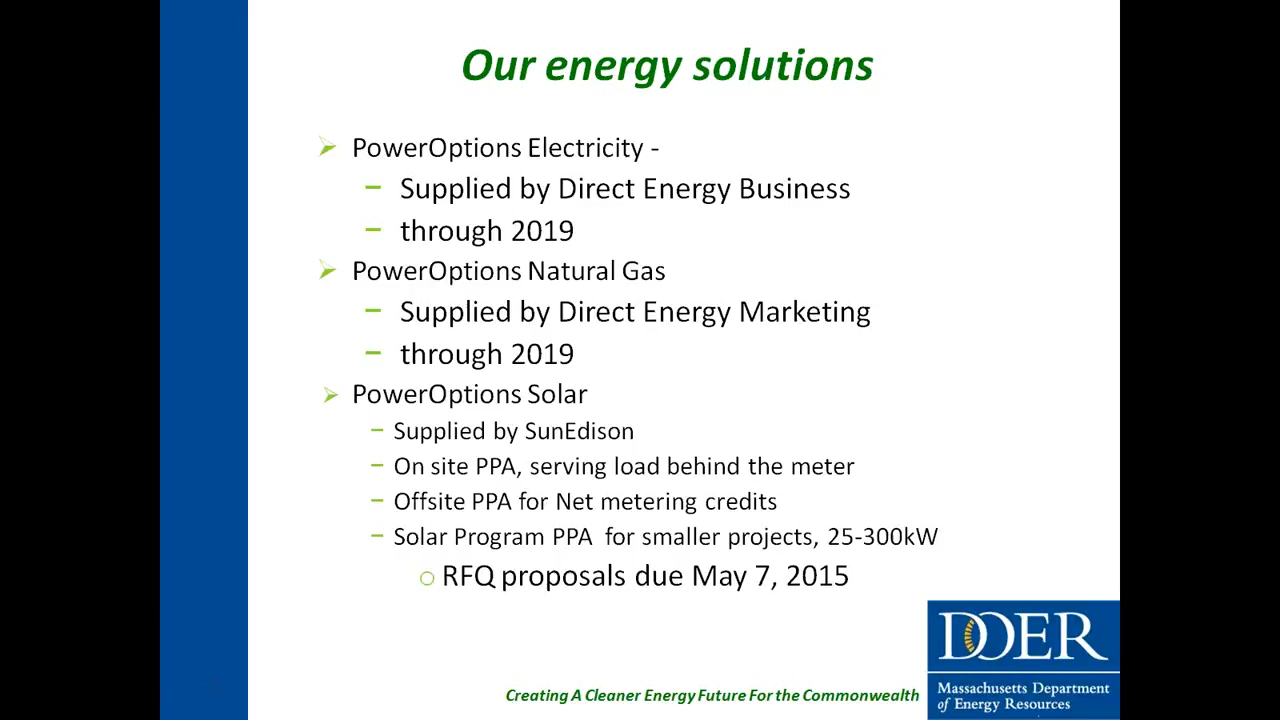 Our energy solutions
PowerOptions Electricity -
Supplied by Direct Energy Business
through 2019
PowerOptions Natural Gas
Supplied by Direct Energy Marketing
through 2019
PowerOptions Solar
Supplied by SunEdison
On site PPA, serving load behind the meter
Offsite PPA for Net metering credits
Solar Program PPA for smaller projects, 25-300kW
RFQ proposals due May 7, 2015
DOER
Massachusetts Department
of Energy Resources
Creating A Cleaner Energy Future For the Commonwealth